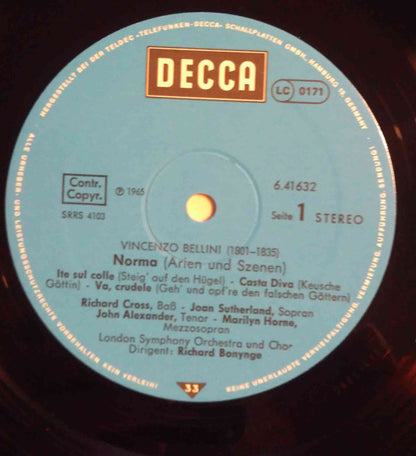 HERGESTELLT BEI DER TELDEC »TELEFUNKEN-DECCA« SCHALLPLATTEN GMBH, HAMBURG 19, GERMANY
DECCA
LC 0171
Contr.
Copyr.
SRRS 4103
℗ 1965
6.41632
Seite 1 STEREO
VINCENZO BELLINI (1801–1835)
Norma (Arien und Szenen)
Ite sul colle (Steig' auf den Hügel) - Casta Diva (Keusche
Göttin) - Va, crudele (Geh' und opf're den falschen Göttern)
Richard Cross, Baß - Joan Sutherland, Sopran
John Alexander, Tenor - Marilyn Horne,
Mezzosopran
London Symphony Orchestra und Chor
Dirigent: Richard Bonynge
33
ALLE URHEBER- UND LEISTUNGSSCHUTZRECHTE VORBEHALTEN. KEIN VERLEIH!
KEINE UNERLAUBTE VERVIELFÄLTIGUNG, VERMIETUNG, AUFFÜHRUNG, SENDUNG!